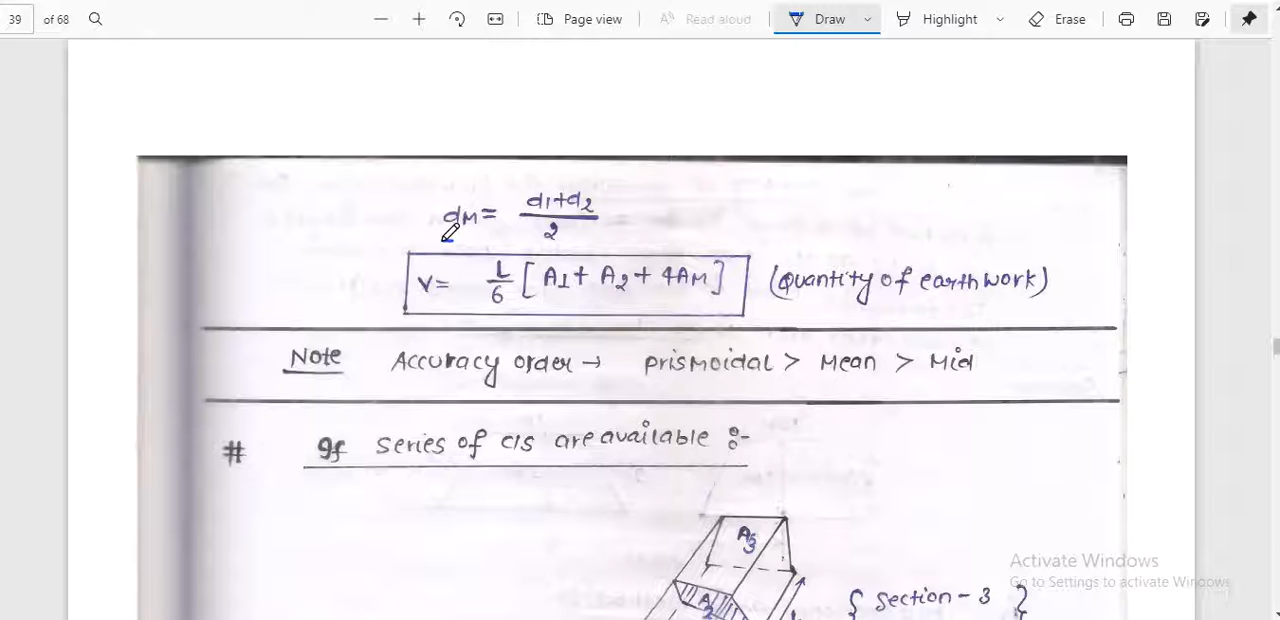 39 of 68 Page view Read aloud Draw Highlight Erase
dM = d1+d2 / 2
V = L/6 [A1 + A2 + 4AM] (Quantity of earthwork)
Note Accuracy order → Prismoidal > Mean > Mid
# If series of c/s are available :-
A3
A2
{ Section - 3 }
Activate Windows
Go to Settings to activate Windows